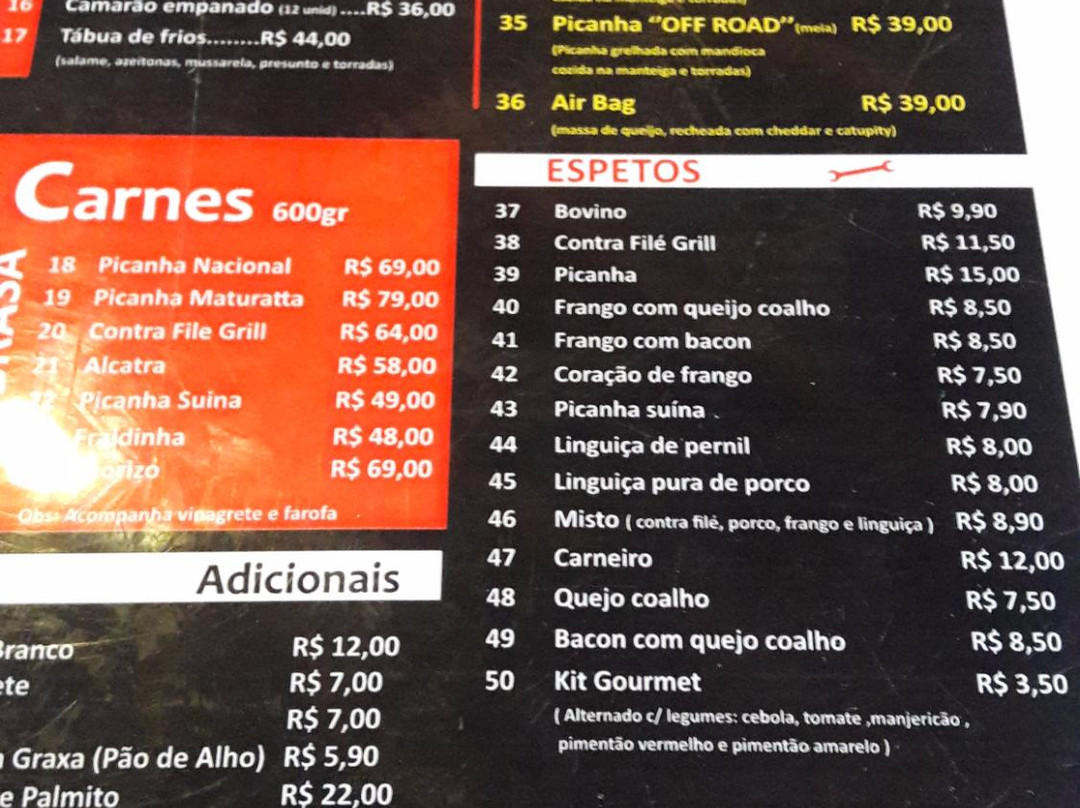 16 Camarão empanado (12 unid) ....R$ 36,00
17 Tábua de frios........R$ 44,00
(salame, azeitonas, mussarela, presunto e torradas)
Carnes 600gr
18 Picanha Nacional R$ 69,00
19 Picanha Maturatta R$ 79,00
20 Contra File Grill R$ 64,00
21 Alcatra R$ 58,00
Picanha Suina R$ 49,00
Fraldinha R$ 48,00
R$ 69,00
Obs: Acompanha vinagrete e farofa
Adicionais
Branco R$ 12,00
R$ 7,00
R$ 7,00
Graxa (Pão de Alho) R$ 5,90
Palmito R$ 22,00
35 Picanha “OFF ROAD” (meia) R$ 39,00
(Picanha grelhada com mandioca
cozida na manteiga e torradas)
36 Air Bag R$ 39,00
(massa de queijo, recheada com cheddar e catupity)
ESPETOS
37 Bovino R$ 9,90
38 Contra Filé Grill R$ 11,50
39 Picanha R$ 15,00
40 Frango com queijo coalho R$ 8,50
41 Frango com bacon R$ 8,50
42 Coração de frango R$ 7,50
43 Picanha suína R$ 7,90
44 Linguiça de pernil R$ 8,00
45 Linguiça pura de porco R$ 8,00
46 Misto ( contra filé, porco, frango e linguiça ) R$ 8,90
47 Carneiro R$ 12,00
48 Quejo coalho R$ 7,50
49 Bacon com quejo coalho R$ 8,50
50 Kit Gourmet R$ 3,50
( Alternado c/ legumes: cebola, tomate ,manjericão ,
pimentão vermelho e pimentão amarelo )